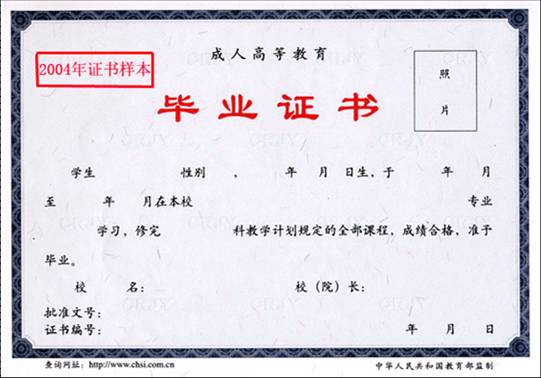 成人高等教育
2004年证书样本
照
片
毕业证书
学生 性别 , 年 月 日生,于 年 月
至 年 月在本校 专业
学习,修完 科教学计划规定的全部课程,成绩合格,准予
毕业。
校 名: 校(院)长:
批准文号:
证书编号: 年 月 日
查询网址:http://www.chsi.com.cn 中华人民共和国教育部监制